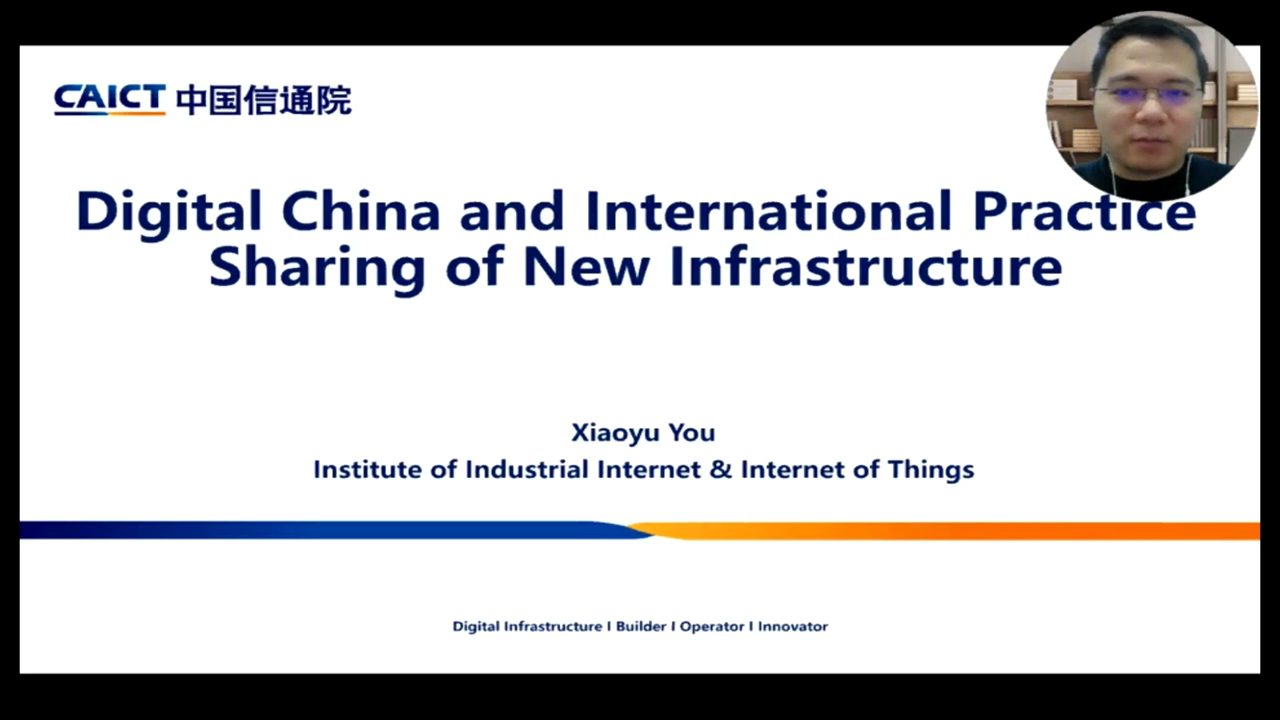 CAICT 中国信通院
Digital China and International Practice
Sharing of New Infrastructure
Xiaoyu You
Institute of Industrial Internet & Internet of Things
Digital Infrastructure I Builder I Operator I Innovator